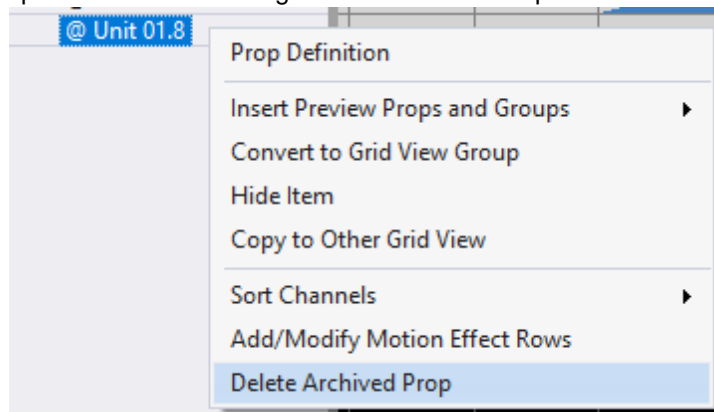 @ Unit 01.8
Prop Definition
Insert Preview Props and Groups
Convert to Grid View Group
Hide Item
Copy to Other Grid View
Sort Channels
Add/Modify Motion Effect Rows
Delete Archived Prop